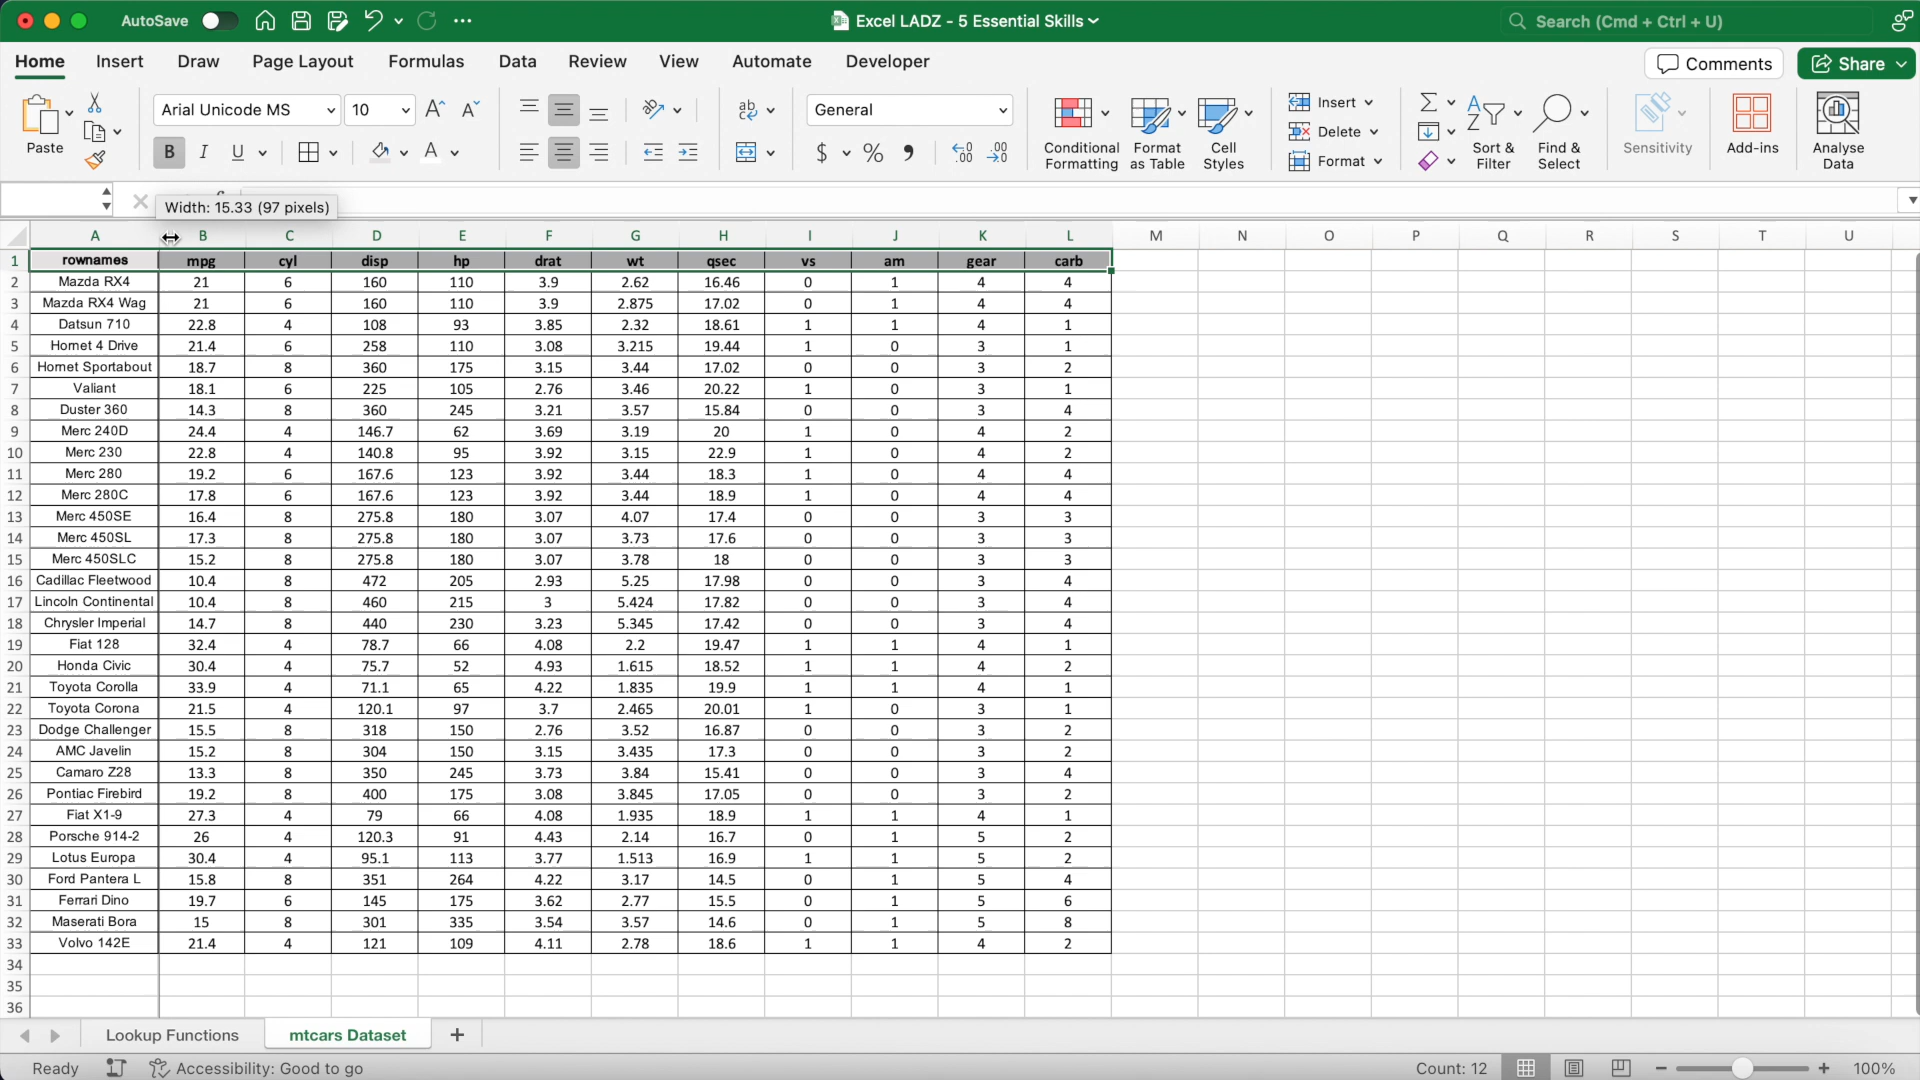 AutoSave
Excel LADZ - 5 Essential Skills
Search (Cmd + Ctrl + U)
Home Insert Draw Page Layout Formulas Data Review View Automate Developer
Comments Share
Paste
Arial Unicode MS 10
B I U A
General
$ %
Conditional Formatting
Format as Table
Cell Styles
Insert
Delete
Format
Sort & Filter
Find & Select
Sensitivity
Add-ins
Analyse Data
Width: 15.33 (97 pixels)
A B C D E F G H I J K L M N O P Q R S T U
1 rownames mpg cyl disp hp drat wt qsec vs am gear carb
2 Mazda RX4 21 6 160 110 3.9 2.62 16.46 0 1 4 4
3 Mazda RX4 Wag 21 6 160 110 3.9 2.875 17.02 0 1 4 4
4 Datsun 710 22.8 4 108 93 3.85 2.32 18.61 1 1 4 1
5 Hornet 4 Drive 21.4 6 258 110 3.08 3.215 19.44 1 0 3 1
6 Hornet Sportabout 18.7 8 360 175 3.15 3.44 17.02 0 0 3 2
7 Valiant 18.1 6 225 105 2.76 3.46 20.22 1 0 3 1
8 Duster 360 14.3 8 360 245 3.21 3.57 15.84 0 0 3 4
9 Merc 240D 24.4 4 146.7 62 3.69 3.19 20 1 0 4 2
10 Merc 230 22.8 4 140.8 95 3.92 3.15 22.9 1 0 4 2
11 Merc 280 19.2 6 167.6 123 3.92 3.44 18.3 1 0 4 4
12 Merc 280C 17.8 6 167.6 123 3.92 3.44 18.9 1 0 4 4
13 Merc 450SE 16.4 8 275.8 180 3.07 4.07 17.4 0 0 3 3
14 Merc 450SL 17.3 8 275.8 180 3.07 3.73 17.6 0 0 3 3
15 Merc 450SLC 15.2 8 275.8 180 3.07 3.78 18 0 0 3 3
16 Cadillac Fleetwood 10.4 8 472 205 2.93 5.25 17.98 0 0 3 4
17 Lincoln Continental 10.4 8 460 215 3 5.424 17.82 0 0 3 4
18 Chrysler Imperial 14.7 8 440 230 3.23 5.345 17.42 0 0 3 4
19 Fiat 128 32.4 4 78.7 66 4.08 2.2 19.47 1 1 4 1
20 Honda Civic 30.4 4 75.7 52 4.93 1.615 18.52 1 1 4 2
21 Toyota Corolla 33.9 4 71.1 65 4.22 1.835 19.9 1 1 4 1
22 Toyota Corona 21.5 4 120.1 97 3.7 2.465 20.01 1 0 3 1
23 Dodge Challenger 15.5 8 318 150 2.76 3.52 16.87 0 0 3 2
24 AMC Javelin 15.2 8 304 150 3.15 3.435 17.3 0 0 3 2
25 Camaro Z28 13.3 8 350 245 3.73 3.84 15.41 0 0 3 4
26 Pontiac Firebird 19.2 8 400 175 3.08 3.845 17.05 0 0 3 2
27 Fiat X1-9 27.3 4 79 66 4.08 1.935 18.9 1 1 4 1
28 Porsche 914-2 26 4 120.3 91 4.43 2.14 16.7 0 1 5 2
29 Lotus Europa 30.4 4 95.1 113 3.77 1.513 16.9 1 1 5 2
30 Ford Pantera L 15.8 8 351 264 4.22 3.17 14.5 0 1 5 4
31 Ferrari Dino 19.7 6 145 175 3.62 2.77 15.5 0 1 5 6
32 Maserati Bora 15 8 301 335 3.54 3.57 14.6 0 1 5 8
33 Volvo 142E 21.4 4 121 109 4.11 2.78 18.6 1 1 4 2
34
35
36
Lookup Functions mtcars Dataset +
Ready Accessibility: Good to go Count: 12 100%